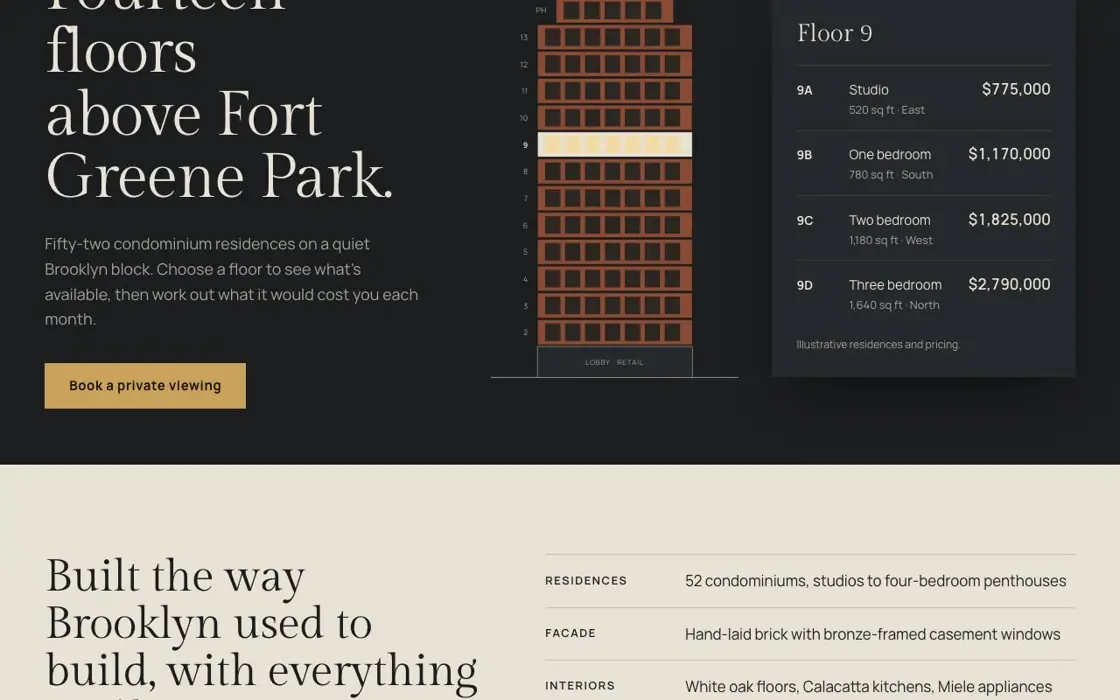 Fourteen
floors
above Fort
Greene Park.
Fifty-two condominium residences on a quiet
Brooklyn block. Choose a floor to see what's
available, then work out what it would cost you each
month.
Book a private viewing
PH
13
12
11
10
9
8
7
6
5
4
3
2
LOBBY RETAIL
Floor 9
9A Studio $775,000
520 sq ft · East
9B One bedroom $1,170,000
780 sq ft · South
9C Two bedroom $1,825,000
1,180 sq ft · West
9D Three bedroom $2,790,000
1,640 sq ft · North
Illustrative residences and pricing.
Built the way
Brooklyn used to
build, with everything
RESIDENCES 52 condominiums, studios to four-bedroom penthouses
FACADE Hand-laid brick with bronze-framed casement windows
INTERIORS White oak floors, Calacatta kitchens, Miele appliances